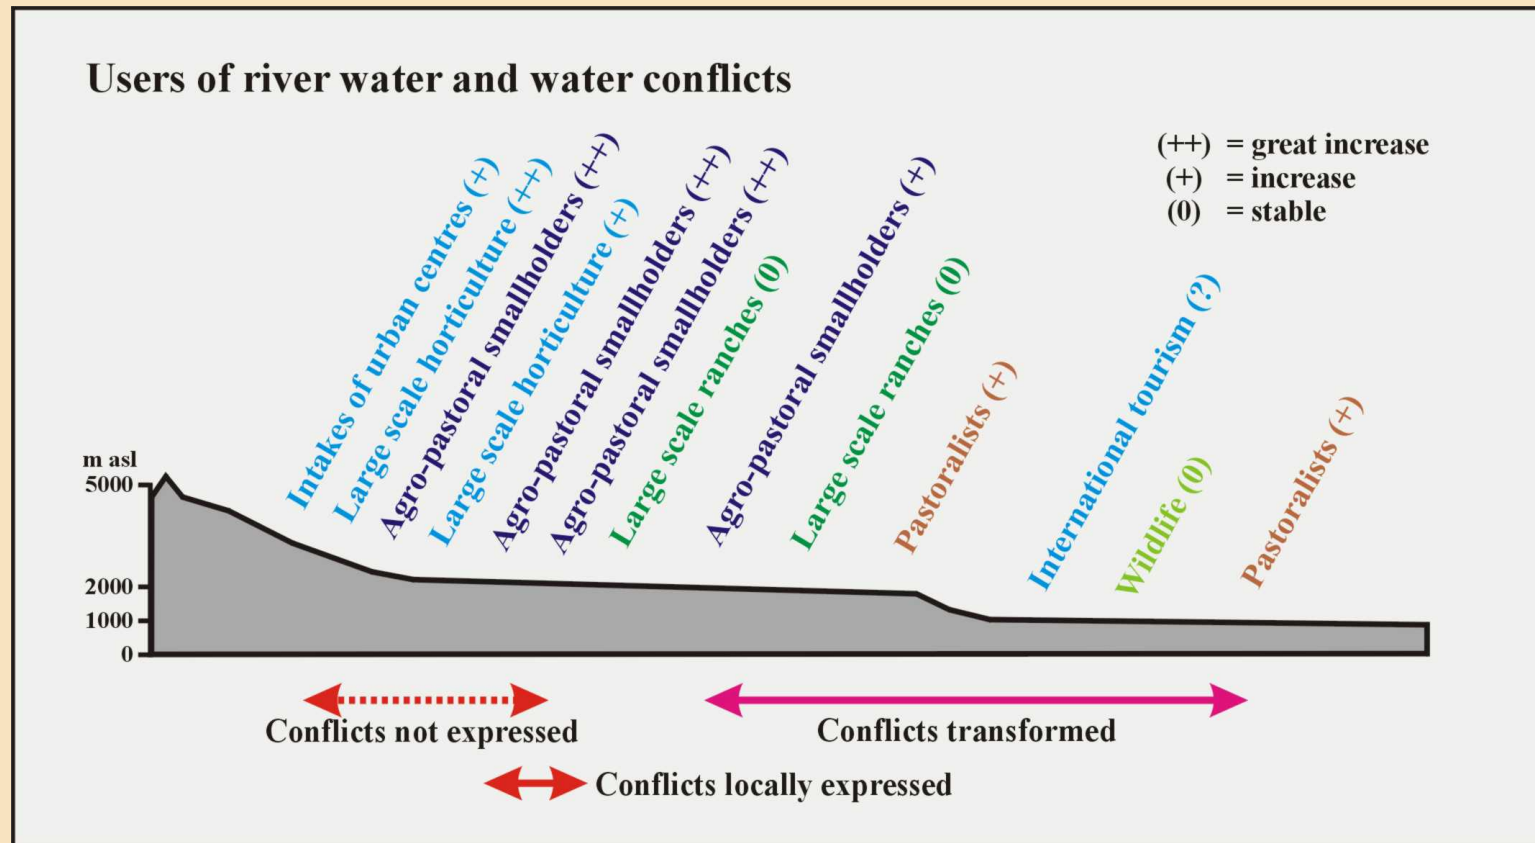 Users of river water and water conflicts
(++) = great increase
(+) = increase
(0) = stable
Intakes of urban centres (+)
Large scale horticulture (++)
Agro-pastoral smallholders (++)
Large scale horticulture (+)
Agro-pastoral smallholders (++)
Agro-pastoral smallholders (++)
Large scale ranches (0)
Agro-pastoral smallholders (+)
Large scale ranches (0)
Pastoralists (+)
International tourism (?)
Wildlife (0)
Pastoralists (+)
m asl
5000
2000
1000
0
Conflicts not expressed
Conflicts transformed
Conflicts locally expressed